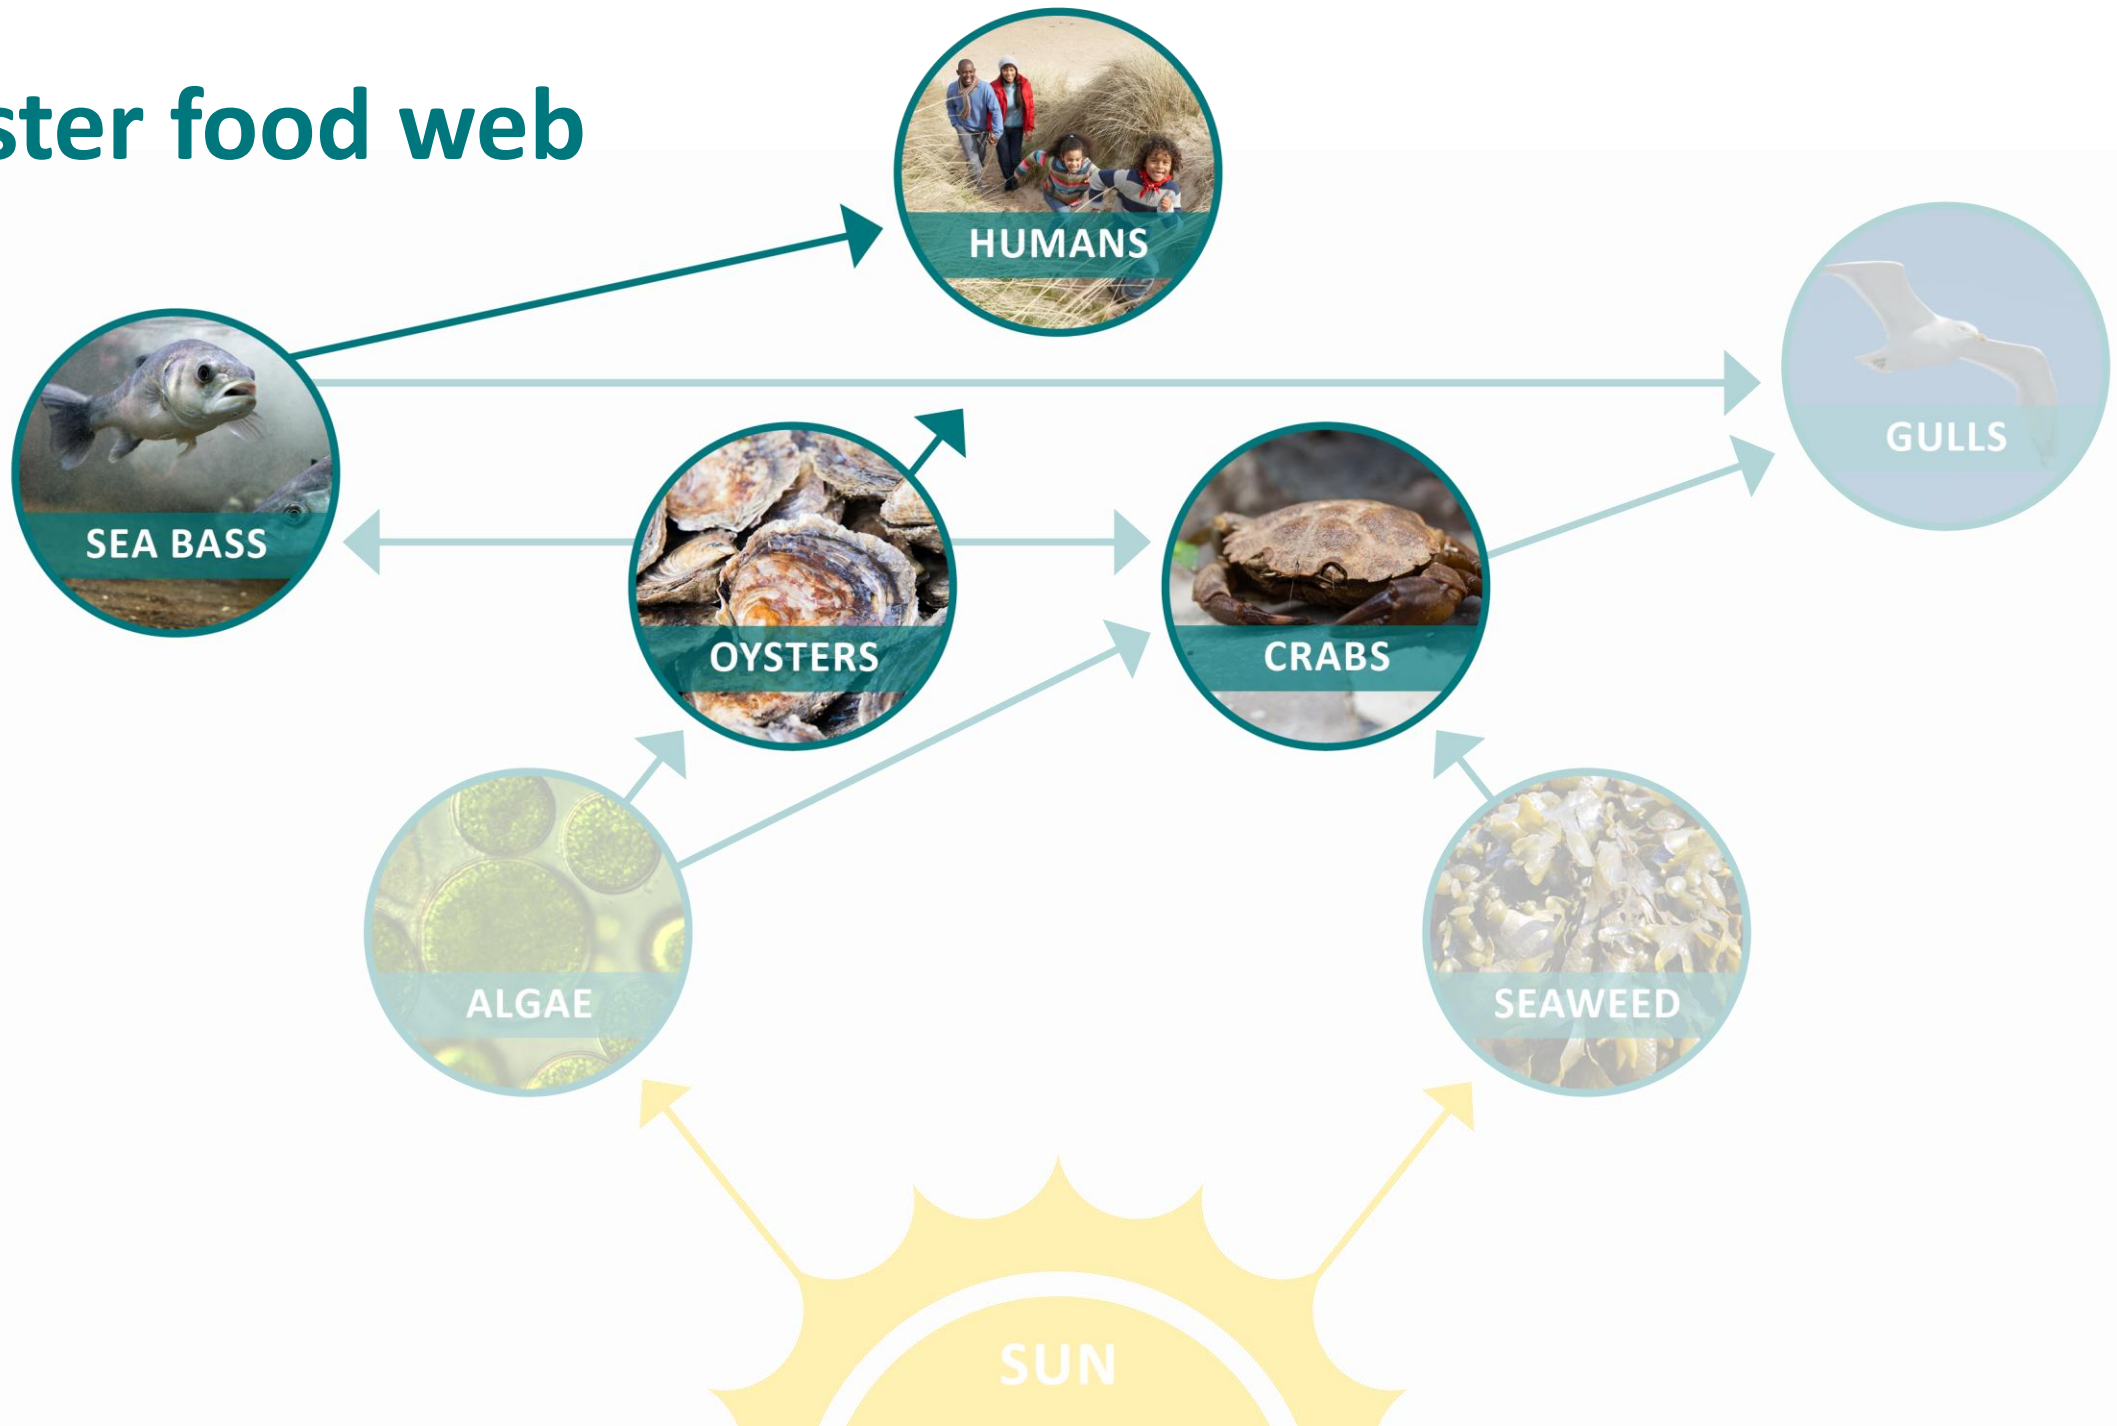 ster food web
HUMANS
GULLS
SEA BASS
OYSTERS
CRABS
ALGAE
SEAWEED
SUN